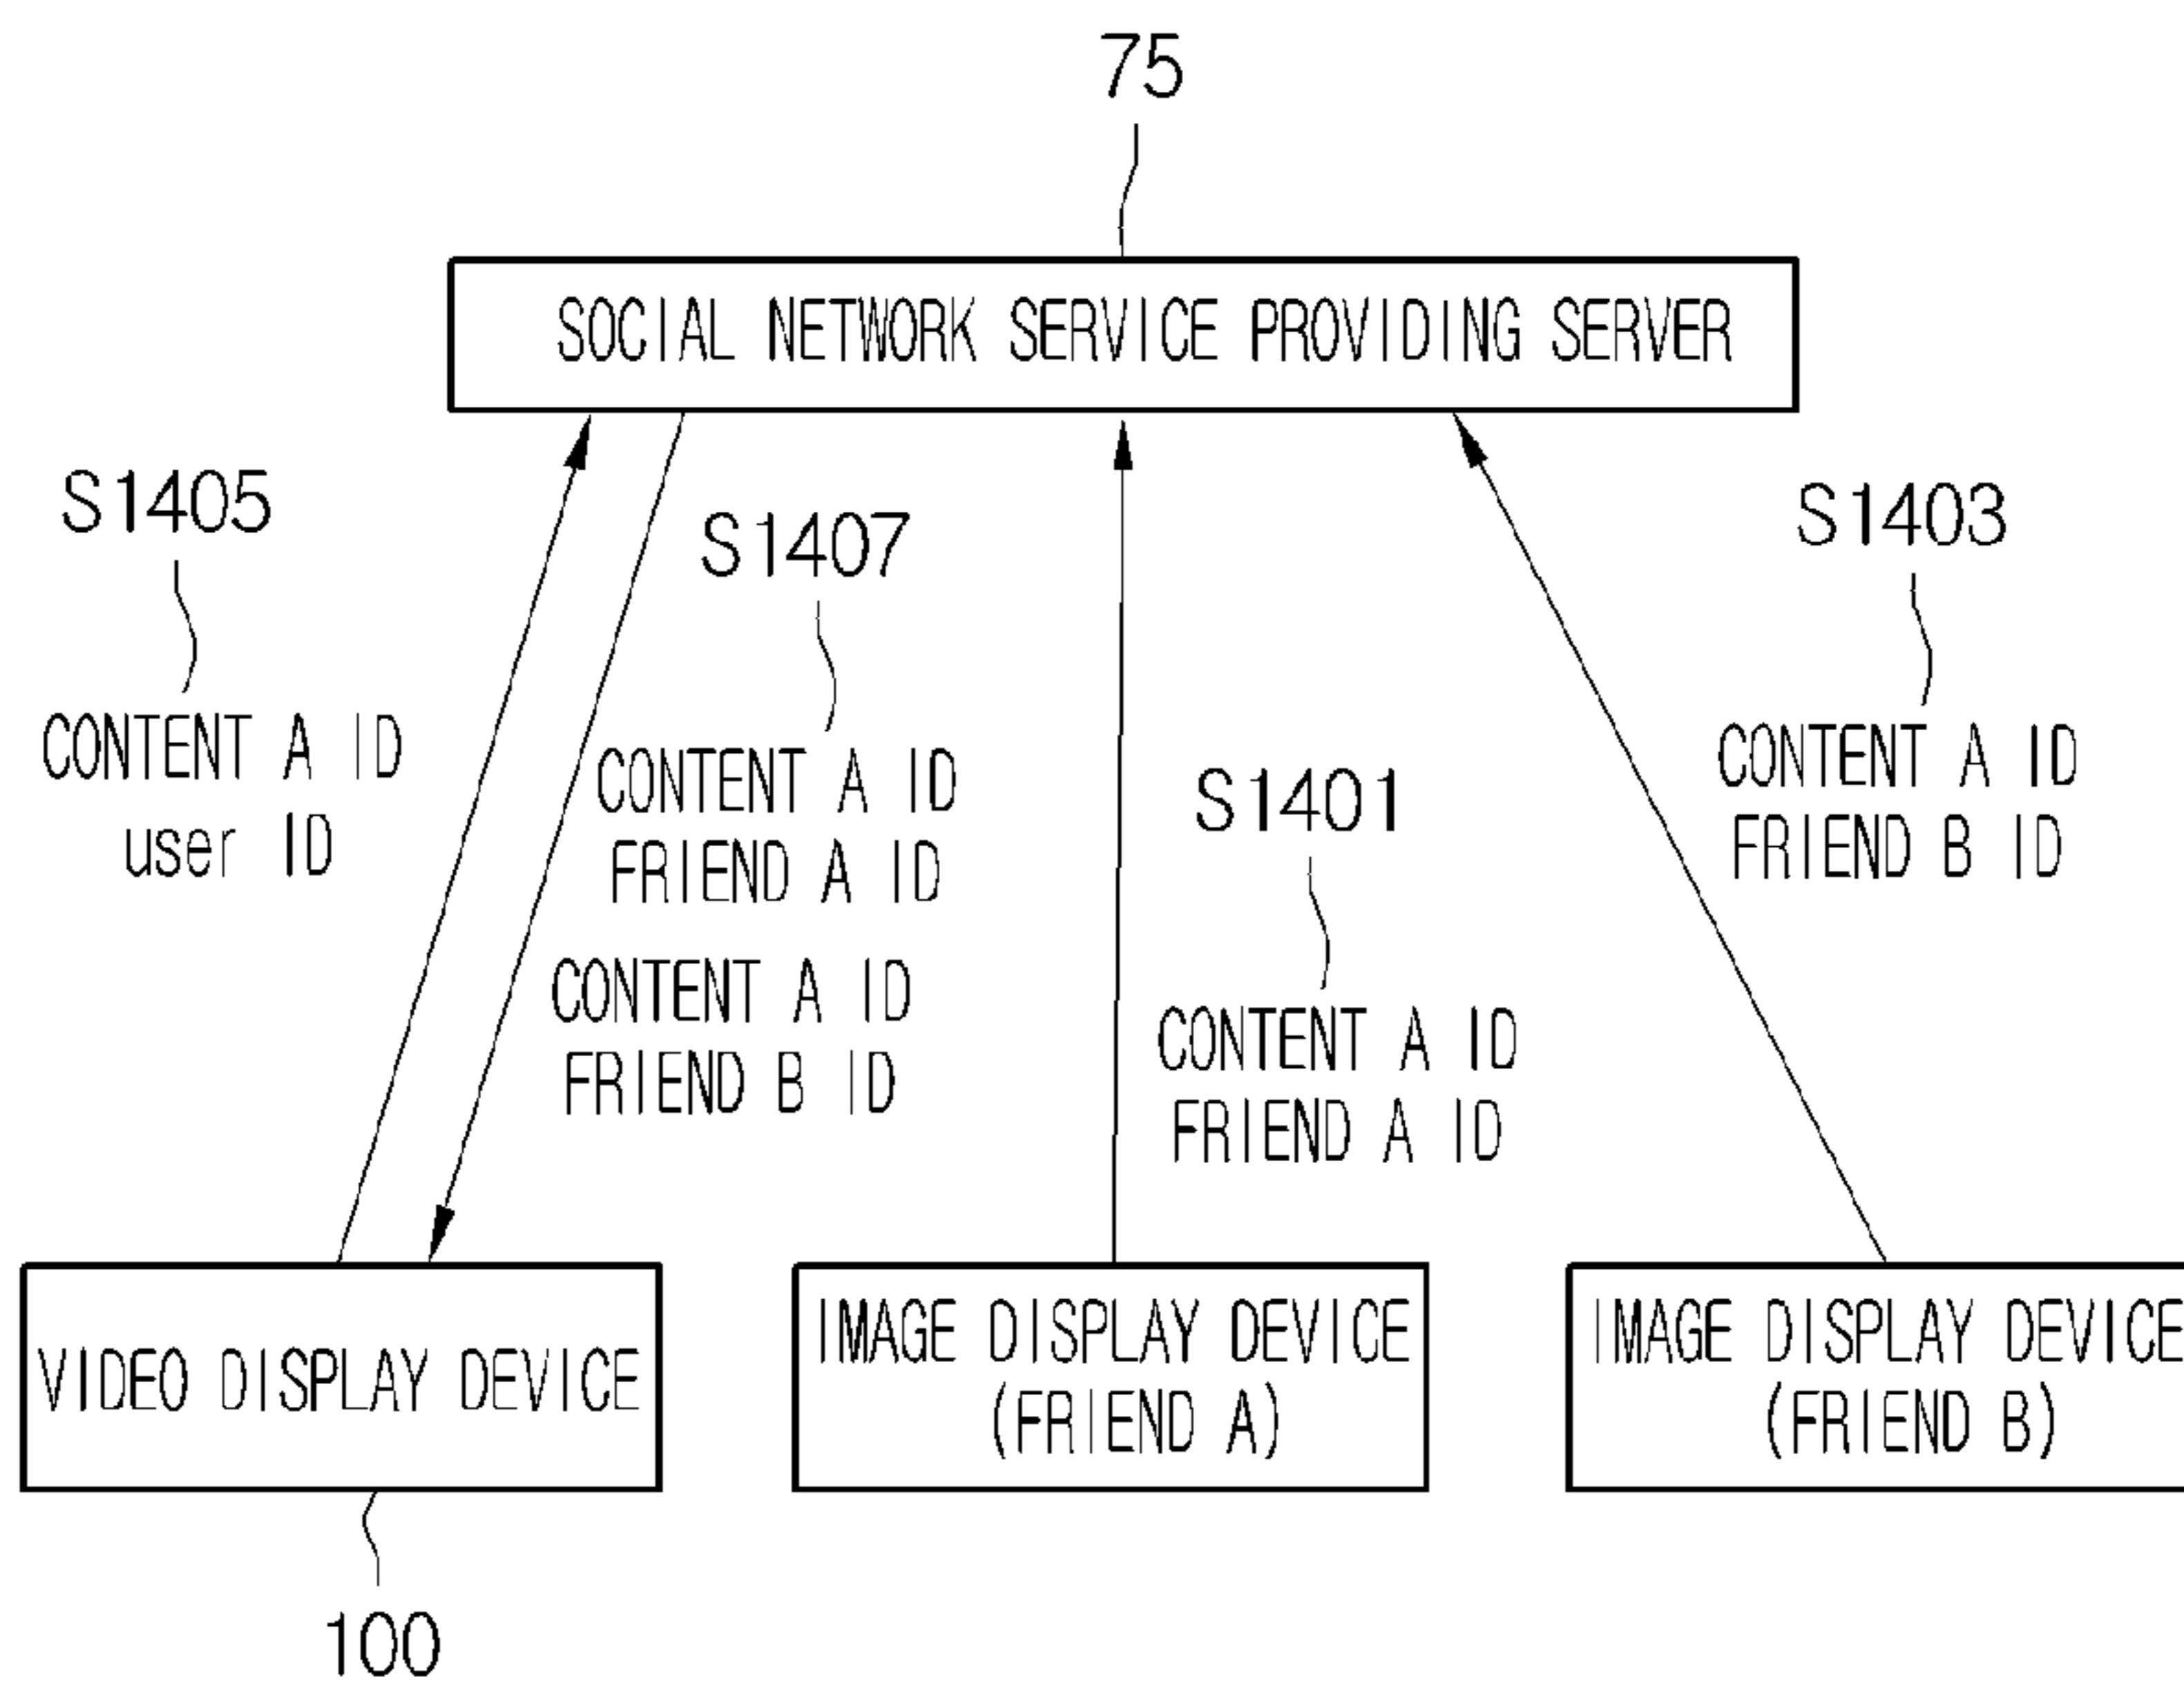 75
SOCIAL NETWORK SERVICE PROVIDING SERVER
S1405
CONTENT A ID
user ID
S1407
CONTENT A ID
FRIEND A ID
CONTENT A ID
FRIEND B ID
S1401
CONTENT A ID
FRIEND A ID
S1403
CONTENT A ID
FRIEND B ID
VIDEO DISPLAY DEVICE
IMAGE DISPLAY DEVICE
(FRIEND A)
IMAGE DISPLAY DEVICE
(FRIEND B)
100